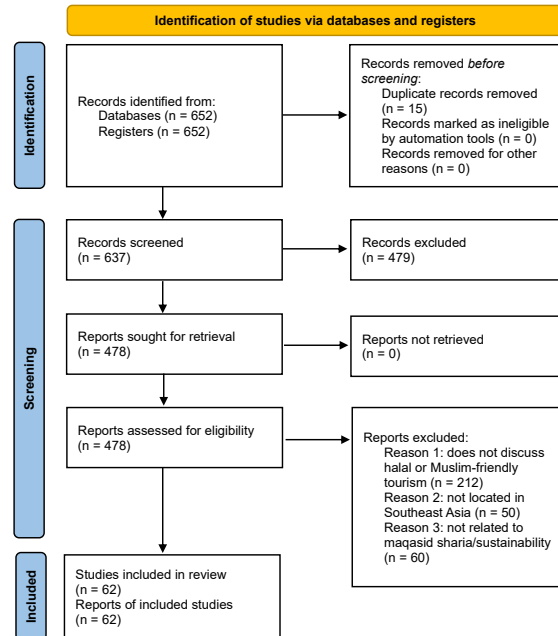 Identification of studies via databases and registers
Identification
Records identified from:
Databases (n = 652)
Registers (n = 652)
Records removed before
screening:
Duplicate records removed
(n = 15)
Records marked as ineligible
by automation tools (n = 0)
Records removed for other
reasons (n = 0)
Screening
Records screened
(n = 637)
Records excluded
(n = 479)
Reports sought for retrieval
(n = 478)
Reports not retrieved
(n = 0)
Reports assessed for eligibility
(n = 478)
Reports excluded:
Reason 1: does not discuss
halal or Muslim-friendly
tourism
(n = 212)
Reason 2: not located in
Southeast Asia (n = 50)
Reason 3: not related to
maqasid sharia/sustainability
(n = 60)
Included
Studies included in review
(n = 62)
Reports of included studies
(n = 62)